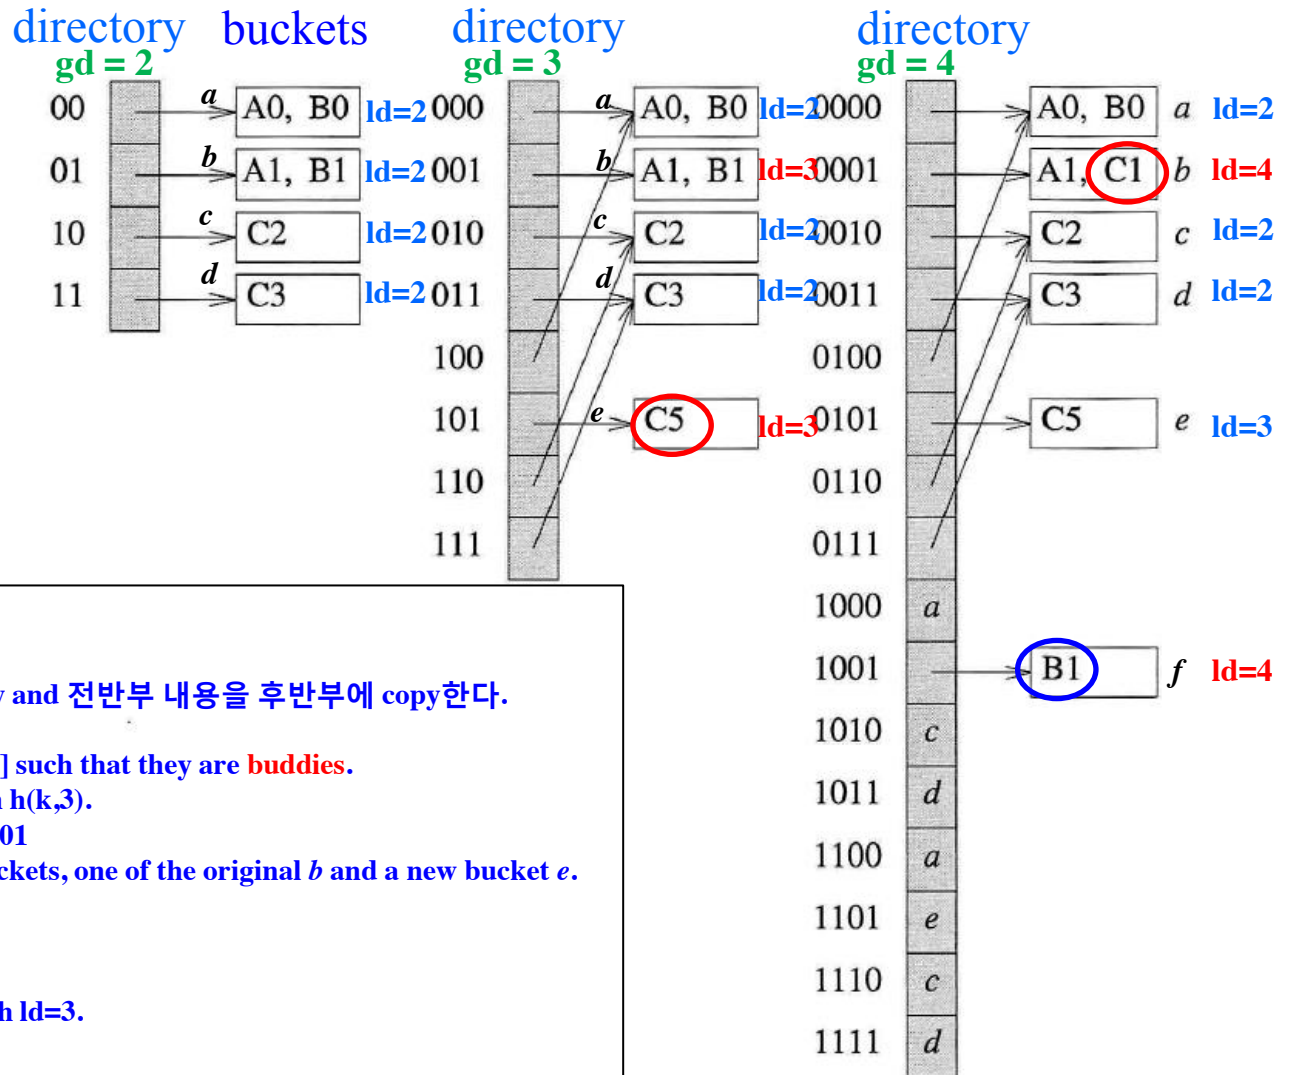 directory buckets directory directory
gd = 2 gd = 3 gd = 4
00 a A0, B0 ld=2 000 a A0, B0 ld=2 0000 A0, B0 a ld=2
01 b A1, B1 ld=2 001 b A1, B1 ld=3 0001 A1, C1 b ld=4
10 c C2 ld=2 010 c C2 ld=2 0010 C2 c ld=2
11 d C3 ld=2 011 d C3 ld=2 0011 C3 d ld=2
100 0100
101 e C5 ld=3 0101 C5 e ld=3
110 0110
111 0111
1000 a
1001 B1 f ld=4
1010 c
1011 d
1100 a
1101 e
1110 c
1111 d
and 전반부 내용을 후반부에 copy한다.
] such that they are buddies.
h(k,3).
01
ckets, one of the original b and a new bucket e.
h ld=3.